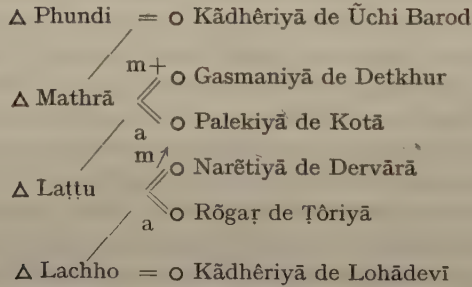 △ Phundi = o Kādhêriyā de Ũchi Barod
m+ o Gasmaniyā de Detkhur
△ Mathrā
a o Palekiyā de Kotā
m↗ o Narẽtiyā de Dervārā
△ Laṭṭu
a o Rõgaṛ de Ṭôriyā
△ Lachho = o Kādhêriyā de Lohādevī